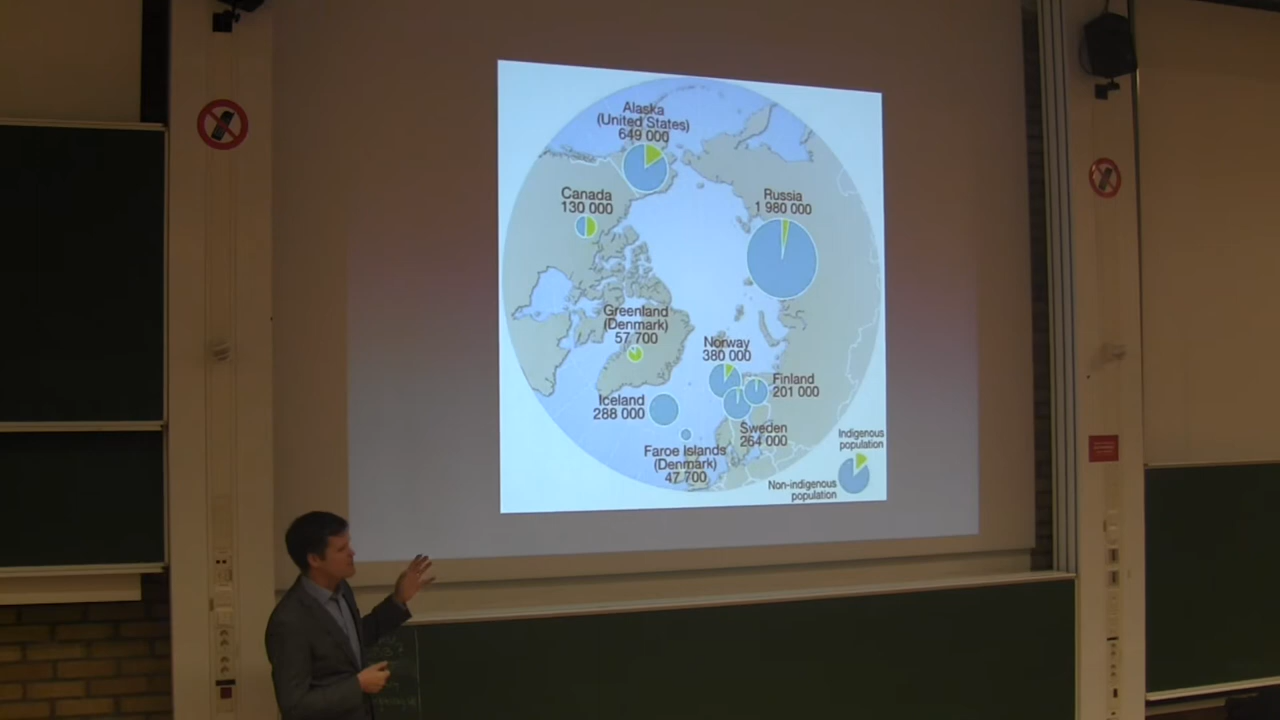 Alaska
(United States)
649 000
Canada
130 000
Russia
1 980 000
Greenland
(Denmark)
57 700
Norway
380 000
Finland
201 000
Iceland
288 000
Sweden
264 000
Faroe Islands
(Denmark)
47 700
Indigenous
population
Non-indigenous
population